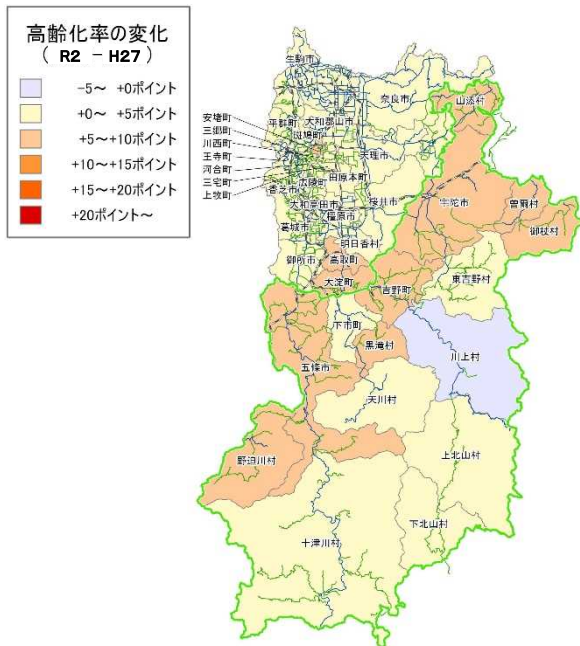 高齢化率の変化
( R2 － H27 )
-5～ +0ポイント
+0～ +5ポイント
+5～+10ポイント
+10～+15ポイント
+15～+20ポイント
+20ポイント～
生駒市
奈良市
山添村
安堵町
平群町
大和郡山市
三郷町
斑鳩町
川西町
天理市
王寺町
河合町
広陵町
田原本町
三宅町
香芝市
上牧町
大和高田市
桜井市
宇陀市
曽爾村
橿原市
葛城市
御杖村
明日香村
御所市
高取町
東吉野村
大淀町
吉野町
下市町
黒滝村
川上村
五條市
天川村
野迫川村
上北山村
下北山村
十津川村